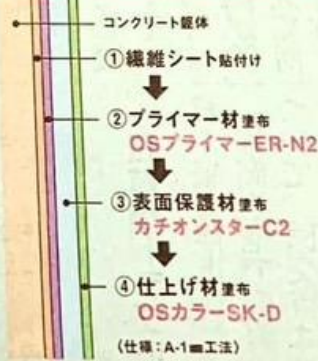 コンクリート躯体
①繊維シート貼付け
②プライマー材塗布
OSプライマーER-N2
③表面保護材塗布
カチオンスターC2
④仕上げ材塗布
OSカラーSK-D
(仕様:A-1工法)